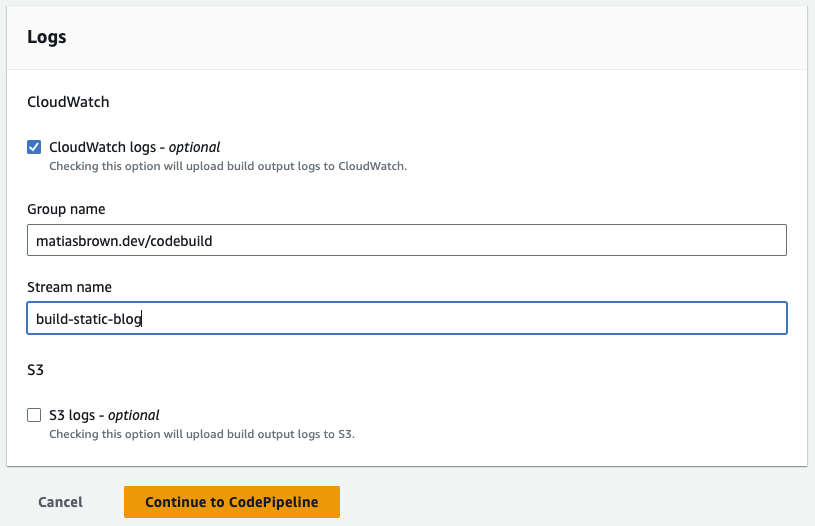 Logs
CloudWatch
CloudWatch logs - optional
Checking this option will upload build output logs to CloudWatch.
Group name
matiasbrown.dev/codebuild
Stream name
build-static-blog
S3
S3 logs - optional
Checking this option will upload build output logs to S3.
Cancel
Continue to CodePipeline